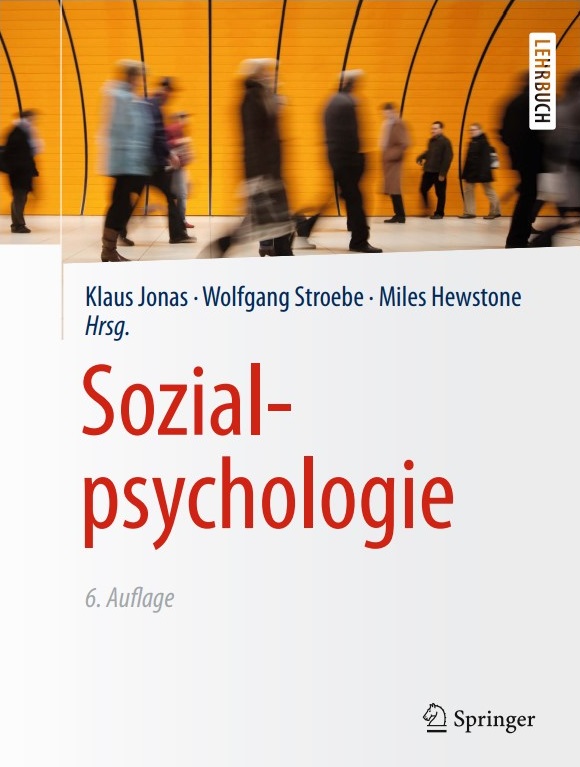 LEHRBUCH
Klaus Jonas · Wolfgang Stroebe · Miles Hewstone
Hrsg.
Sozial-
psychologie
6. Auflage
Springer